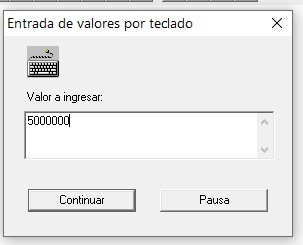 Entrada de valores por teclado
Valor a ingresar:
5000000
Continuar
Pausa